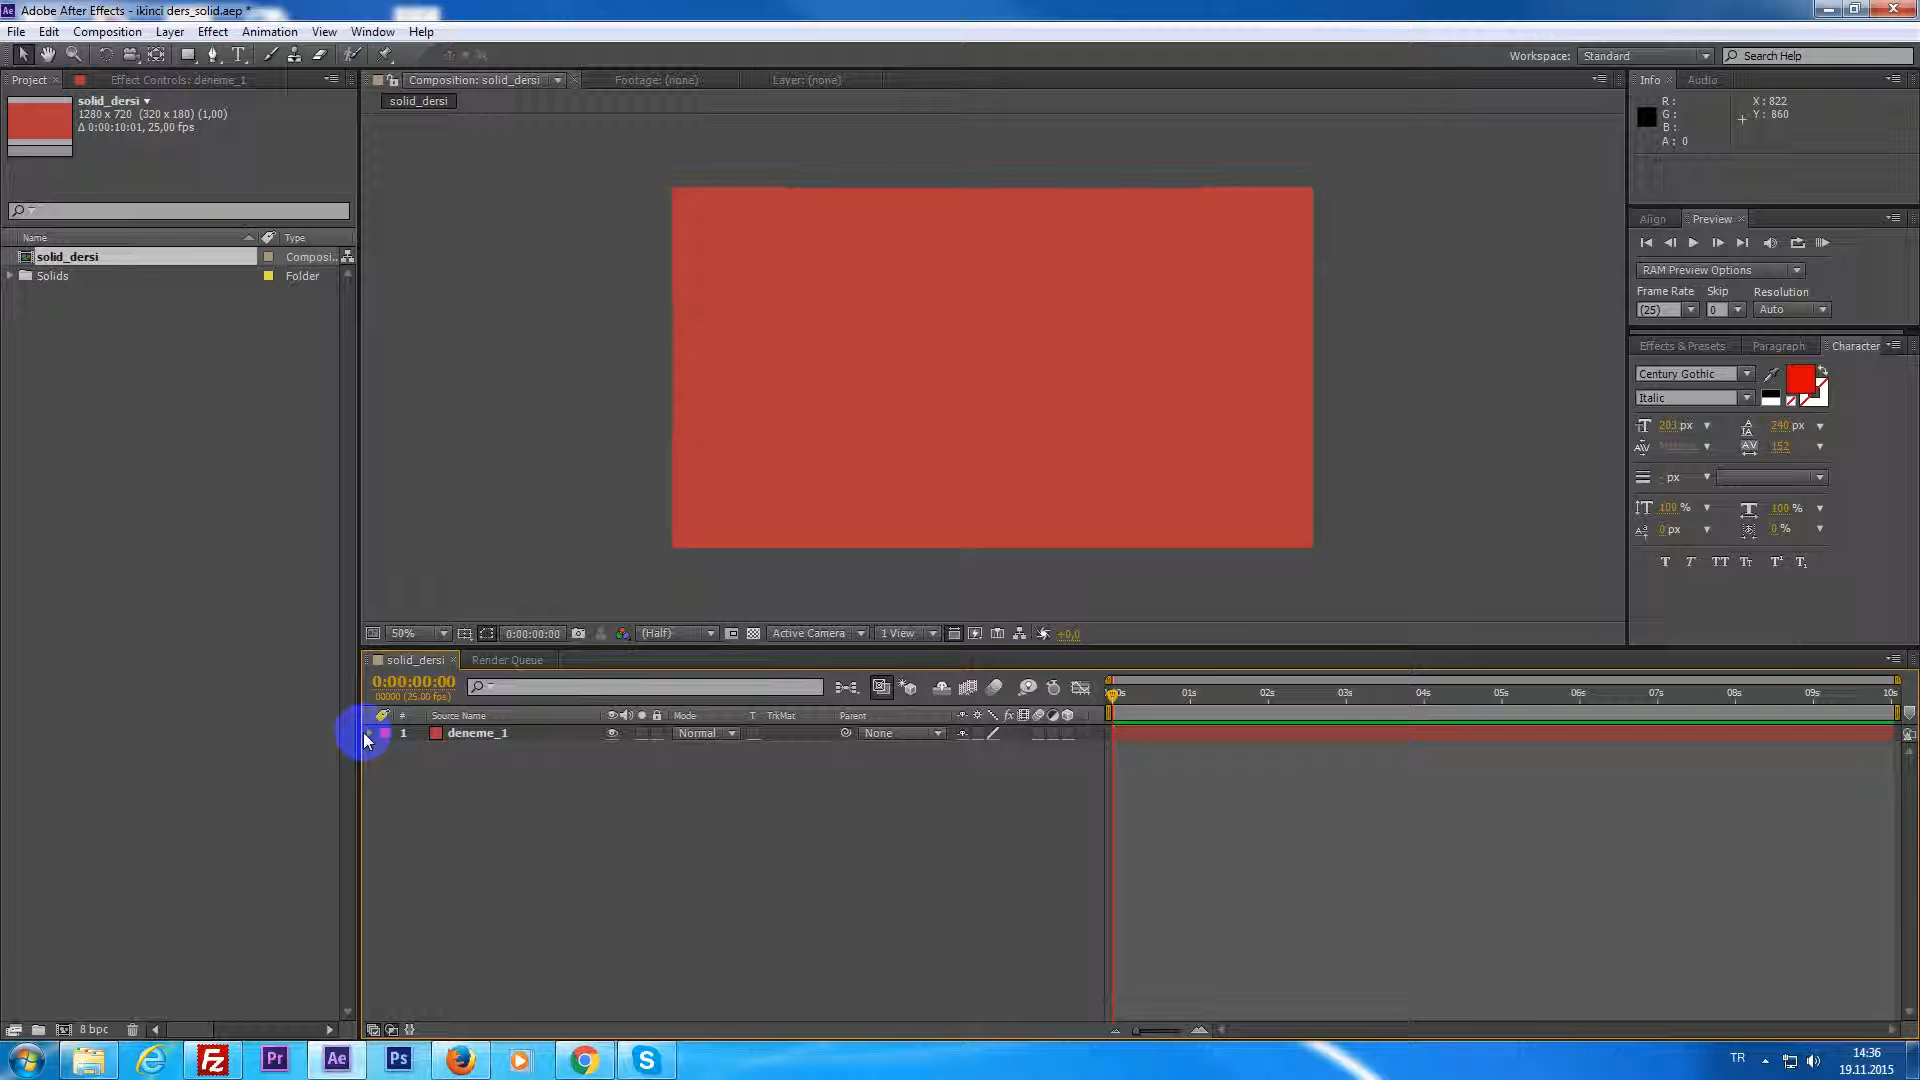 Adobe After Effects - ikinci ders_solid.aep *
File Edit Composition Layer Effect Animation View Window Help
Workspace: Standard Search Help
Project Effect Controls: deneme_1
Composition: solid_dersi Footage: (none) Layer: (none)
Info Audio
solid_dersi
1280 x 720 (320 x 180) (1,00)
Δ 0:00:10:01, 25,00 fps
solid_dersi
R :
G :
B :
A : 0
X : 822
Y : 860
Name Type
solid_dersi Composi..
Solids Folder
Align Preview
RAM Preview Options
Frame Rate Skip Resolution
(25) 0 Auto
Effects & Presets Paragraph Character
Century Gothic
Italic
203 px 240 px
152
- px
100 % 100 %
0 px 0 %
T T TT Tт T¹ T₁
50% 0:00:00:00 (Half) Active Camera 1 View +0,0
solid_dersi Render Queue
0:00:00:00
00000 (25.00 fps)
# Source Name Mode T TrkMat Parent
1 deneme_1 Normal None
01s 02s 03s 04s 05s 06s 07s 08s 09s 10s
8 bpc
TR
14:36
19.11.2015